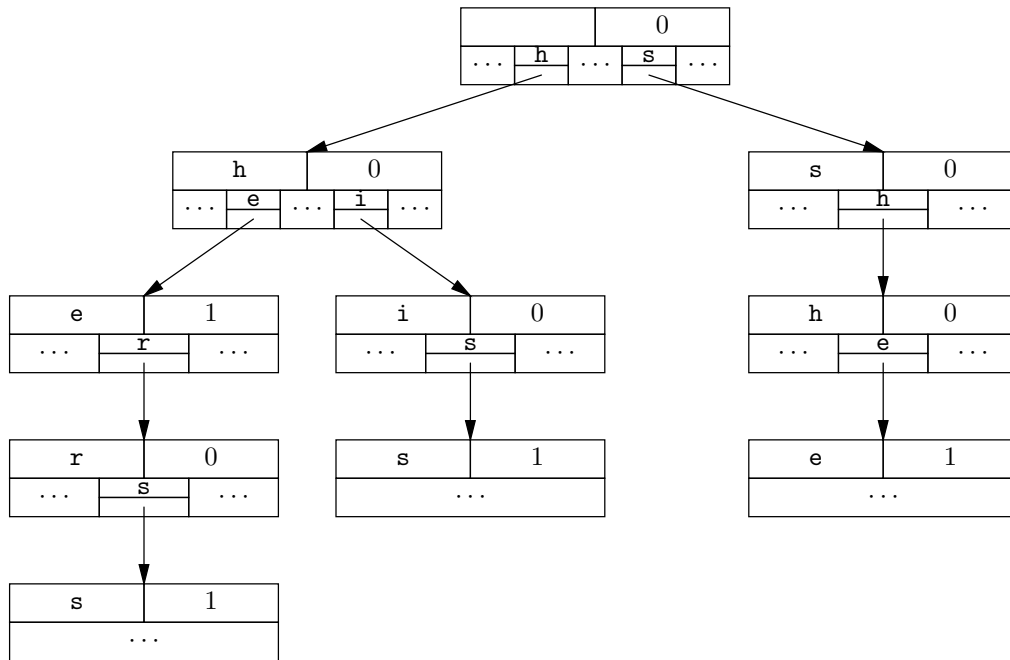 0
··· h ··· s ···
h 0 s 0
··· e ··· i ··· ··· h ···
e 1 i 0 h 0
··· r ··· ··· s ··· ··· e ···
r 0 s 1 e 1
··· s ··· ··· ···
s 1
···